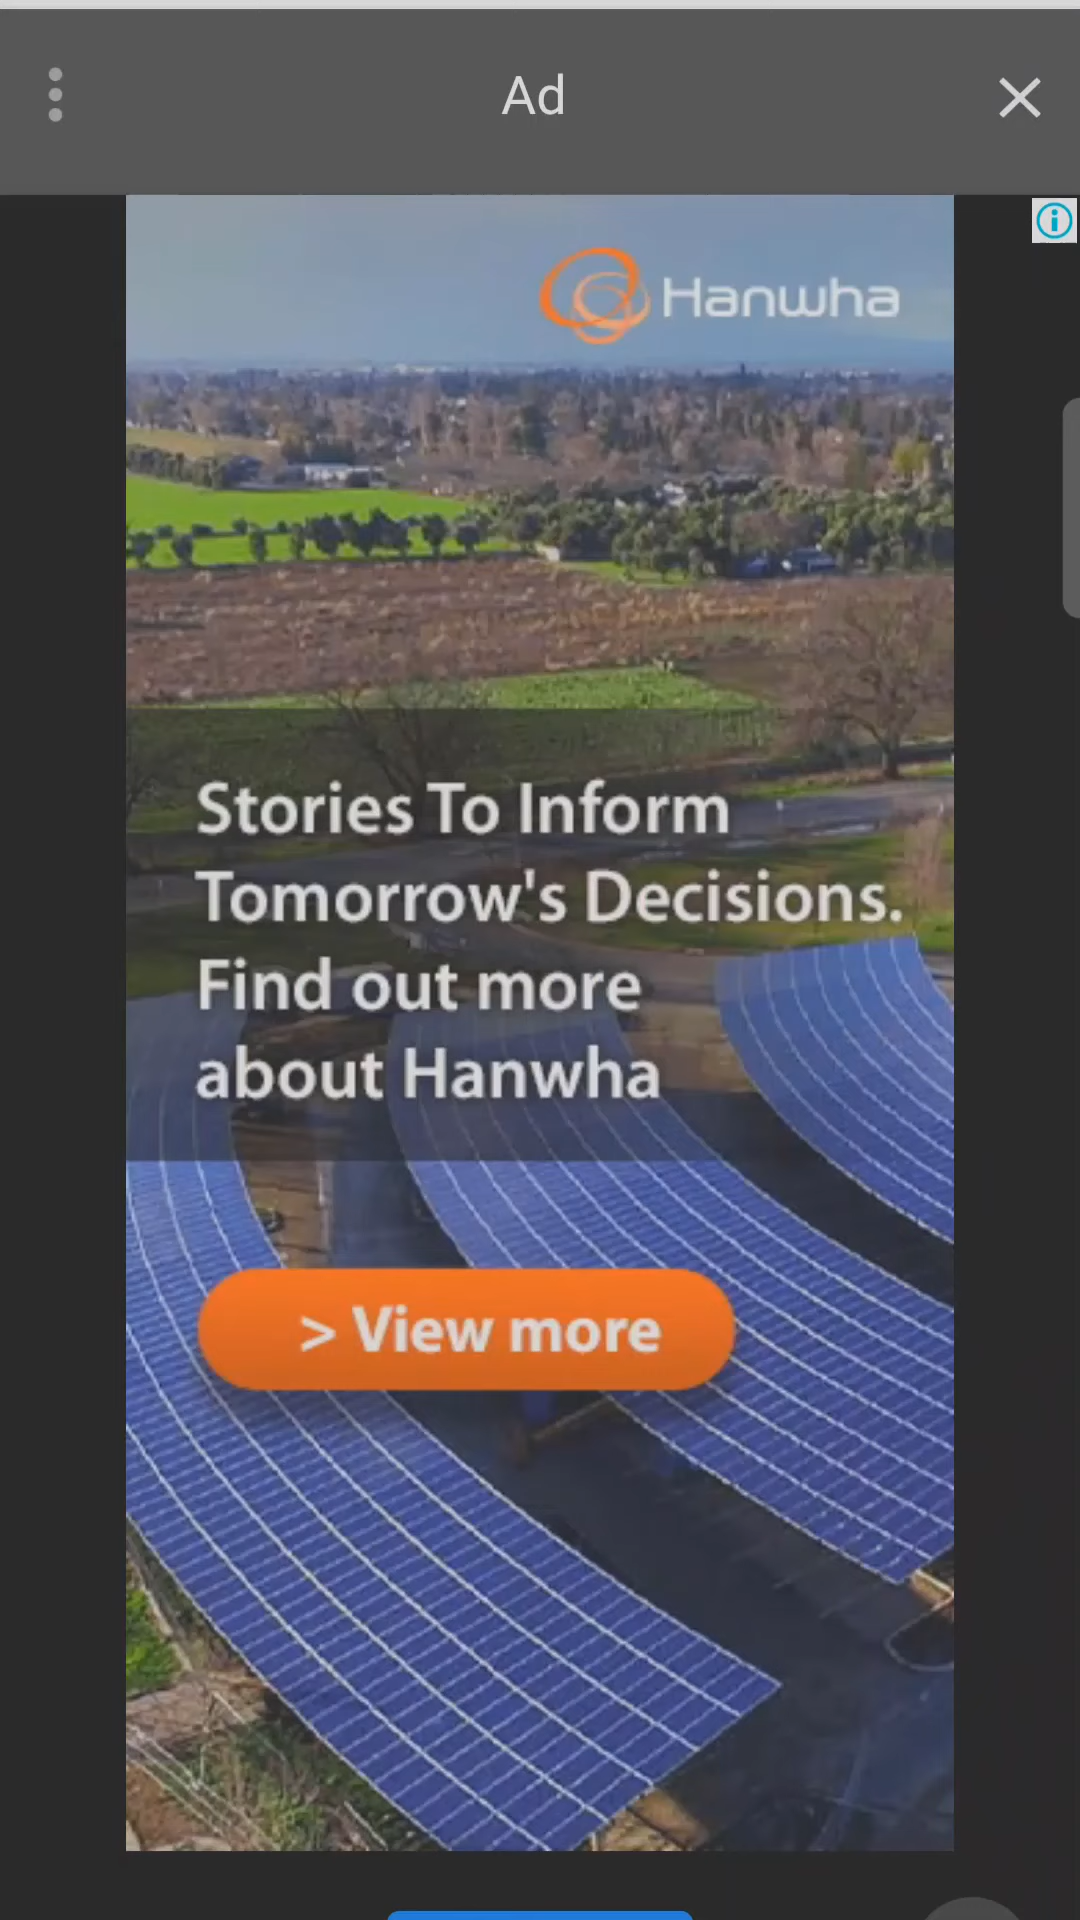 Ad
Hanwha
Stories To Inform
Tomorrow's Decisions.
Find out more
about Hanwha
> View more